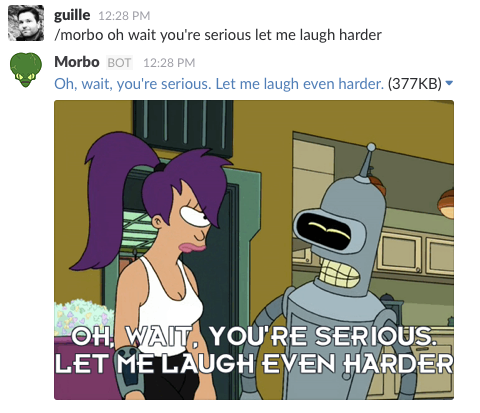 guille 12:28 PM
/morbo oh wait you're serious let me laugh harder
Morbo BOT 12:28 PM
Oh, wait, you're serious. Let me laugh even harder. (377KB)
OH, WAIT, YOU'RE SERIOUS.
LET ME LAUGH EVEN HARDER